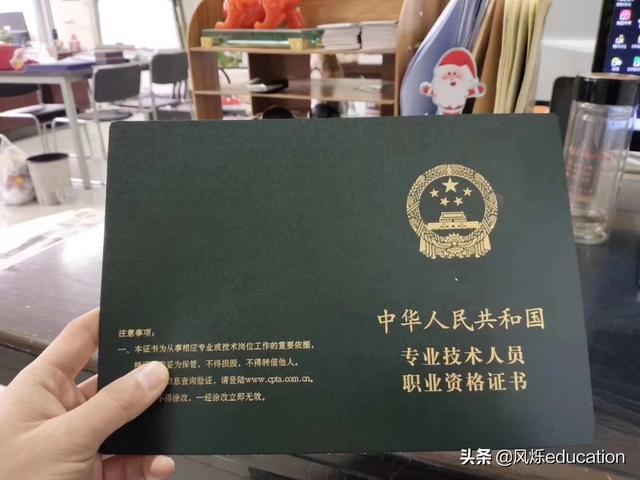 中华人民共和国
专业技术人员
职业资格证书
注意事项:
一、本证书为从事相应专业或技术岗位工作的重要依据,
妥为保管,不得损毁,不得转借他人。
信息查询验证,请登陆www.cpta.com.cn。
不得涂改,一经涂改立即无效。
头条 @风烁education